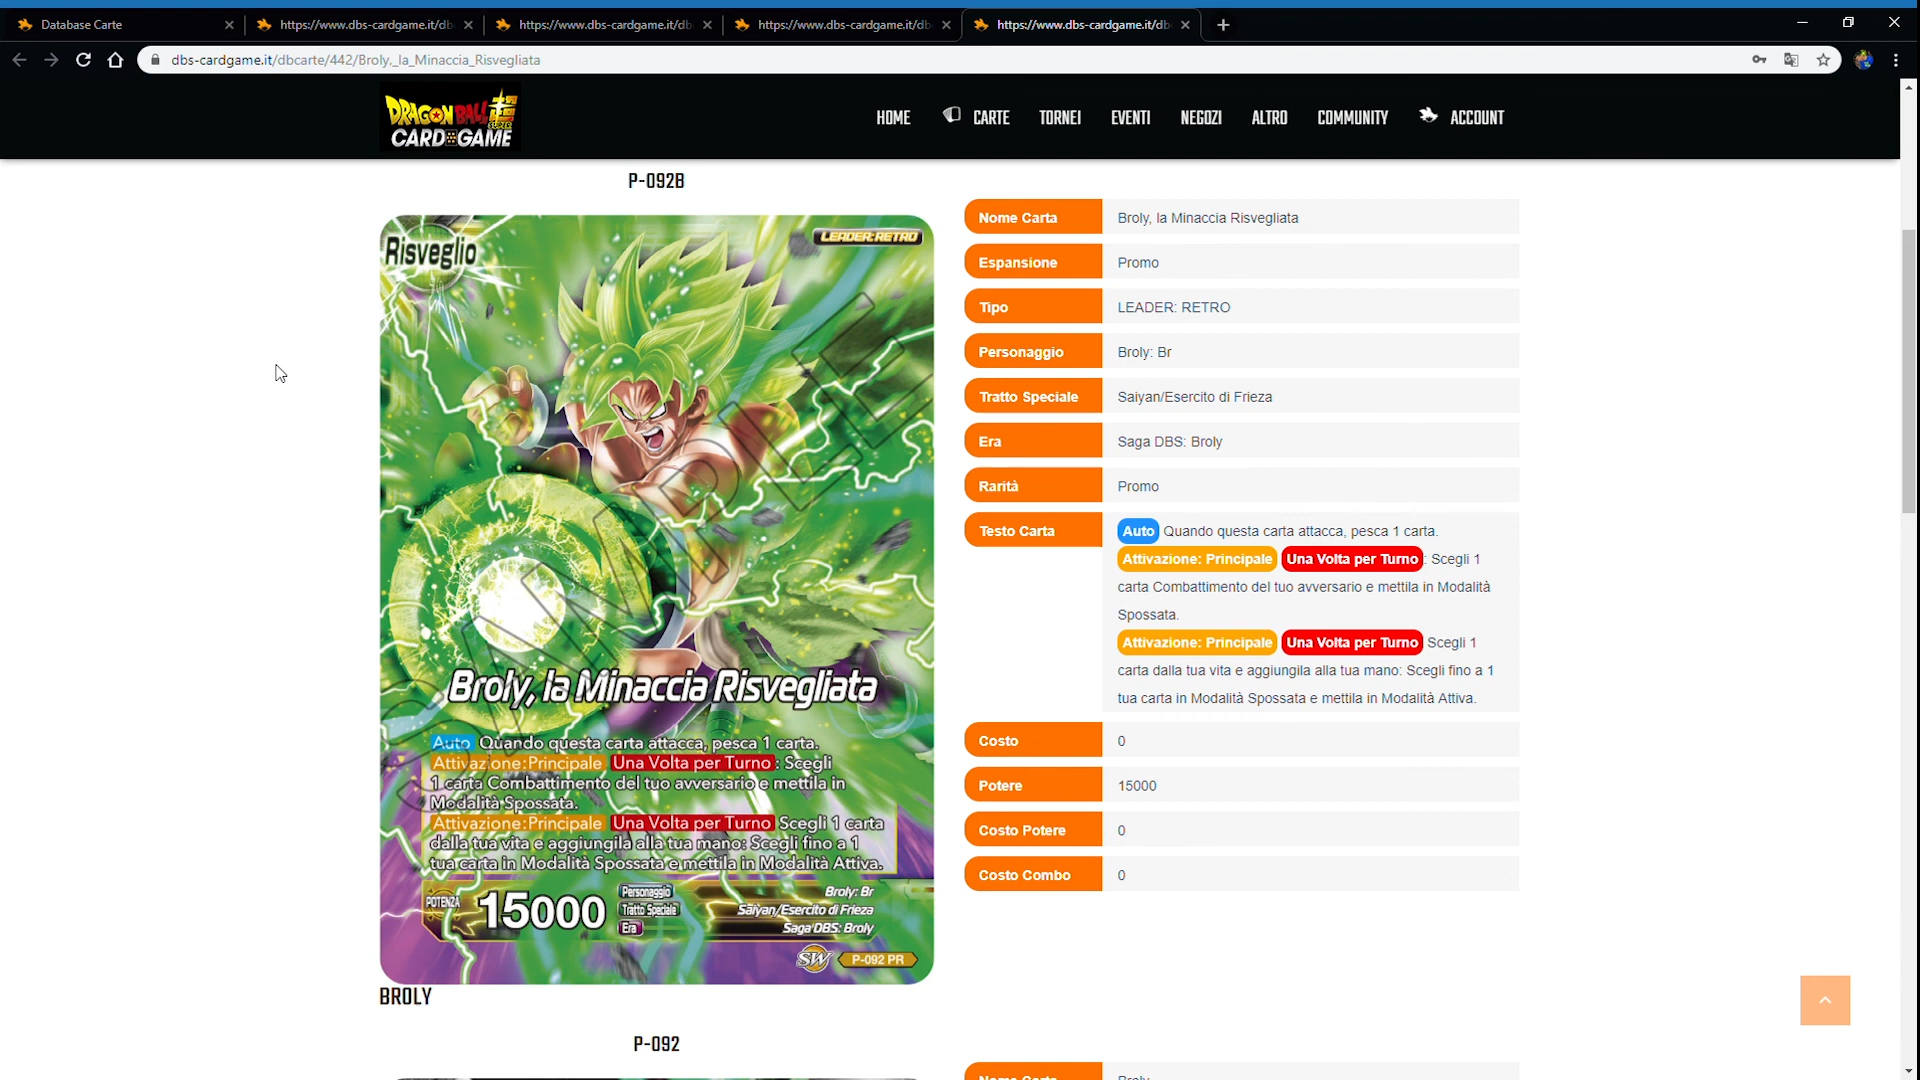 Database Carte
https://www.dbs-cardgame.it/db
https://www.dbs-cardgame.it/db
https://www.dbs-cardgame.it/db
https://www.dbs-cardgame.it/db
dbs-cardgame.it/dbcarte/442/Broly,_la_Minaccia_Risvegliata
DRAGON BALL SUPER
CARD GAME
HOME
CARTE
TORNEI
EVENTI
NEGOZI
ALTRO
COMMUNITY
ACCOUNT
P-092B
Risveglio
LEADER:RETRO
SAMPLE
Broly, la Minaccia Risvegliata
Auto Quando questa carta attacca, pesca 1 carta.
Attivazione:Principale Una Volta per Turno : Scegli
1 carta Combattimento del tuo avversario e mettila in
Modalità Spossata.
Attivazione:Principale Una Volta per Turno Scegli 1 carta
dalla tua vita e aggiungila alla tua mano: Scegli fino a 1
tua carta in Modalità Spossata e mettila in Modalità Attiva.
POTENZA 15000
Personaggio Broly: Br
Tratto Speciale Saiyan/Esercito di Frieza
Era Saga DBS: Broly
SW P-092 PR
BROLY
Nome Carta Broly, la Minaccia Risvegliata
Espansione Promo
Tipo LEADER: RETRO
Personaggio Broly: Br
Tratto Speciale Saiyan/Esercito di Frieza
Era Saga DBS: Broly
Rarità Promo
Testo Carta Auto Quando questa carta attacca, pesca 1 carta.
Attivazione: Principale Una Volta per Turno : Scegli 1
carta Combattimento del tuo avversario e mettila in Modalità
Spossata.
Attivazione: Principale Una Volta per Turno Scegli 1
carta dalla tua vita e aggiungila alla tua mano: Scegli fino a 1
tua carta in Modalità Spossata e mettila in Modalità Attiva.
Costo 0
Potere 15000
Costo Potere 0
Costo Combo 0
P-092
Nome Carta Broly